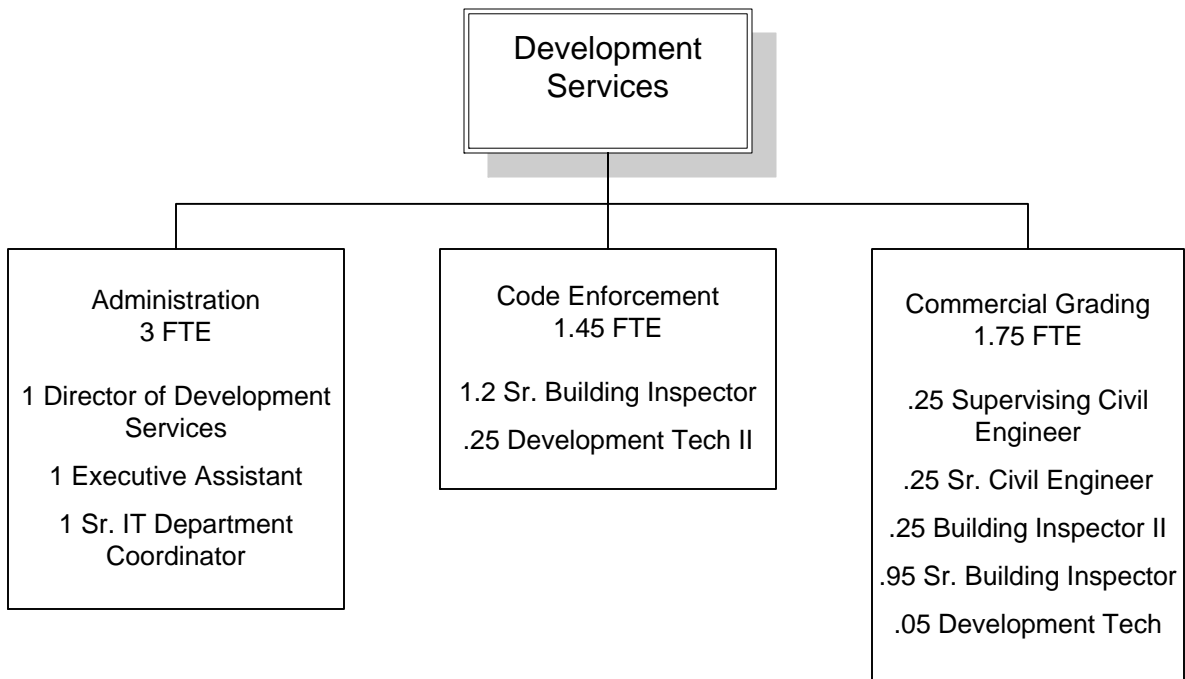 Development
Services
Administration
3 FTE
1 Director of Development
Services
1 Executive Assistant
1 Sr. IT Department
Coordinator
Code Enforcement
1.45 FTE
1.2 Sr. Building Inspector
.25 Development Tech II
Commercial Grading
1.75 FTE
.25 Supervising Civil
Engineer
.25 Sr. Civil Engineer
.25 Building Inspector II
.95 Sr. Building Inspector
.05 Development Tech